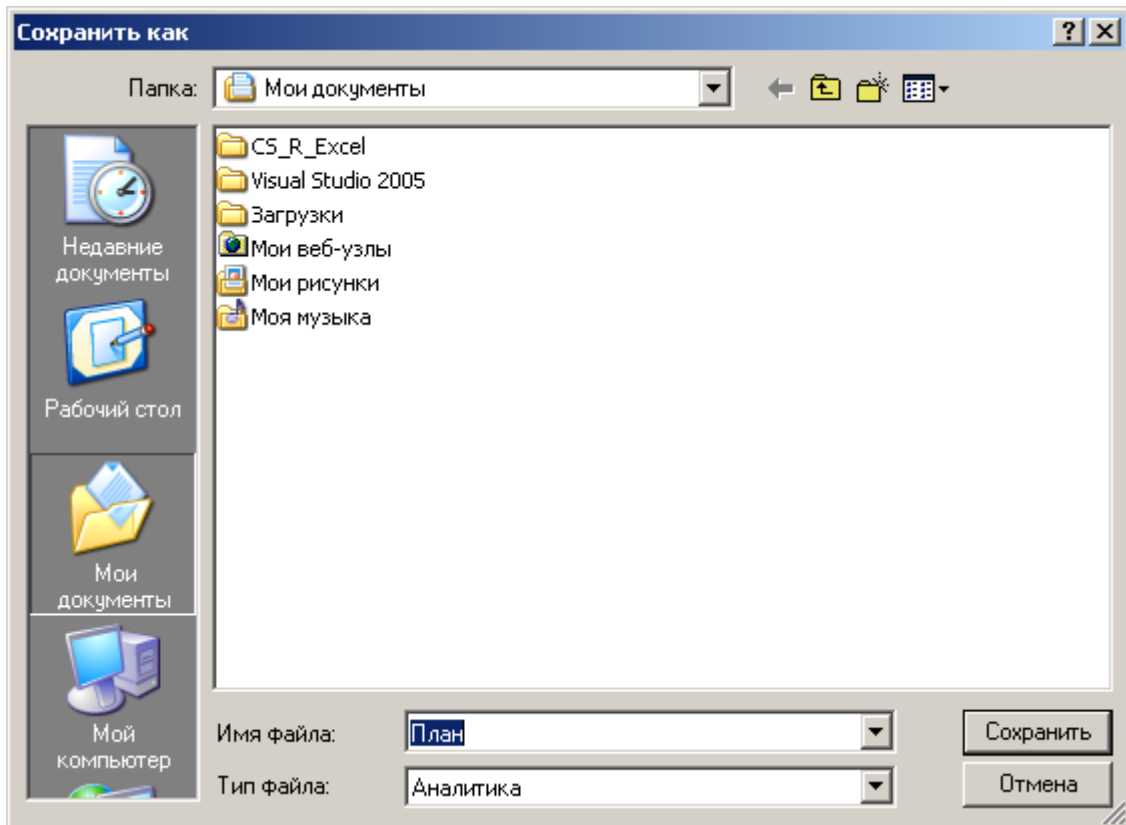 Сохранить как
Папка:
Мои документы
CS_R_Excel
Visual Studio 2005
Загрузки
Мои веб-узлы
Мои рисунки
Моя музыка
Недавние
документы
Рабочий стол
Мои
документы
Мой
компьютер
Имя файла:
План
Сохранить
Тип файла:
Аналитика
Отмена